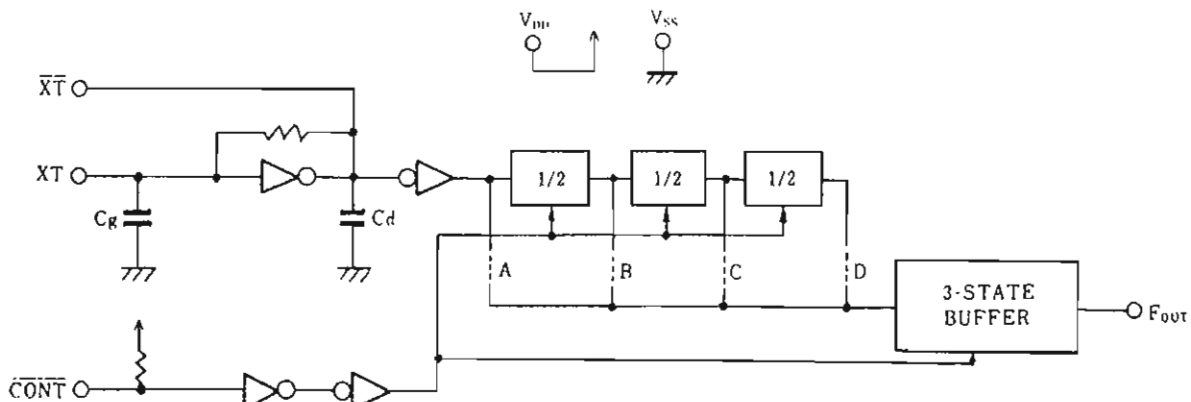 VDD
VSS
XT
XT
Cg
Cd
1/2
1/2
1/2
A
B
C
D
3-STATE
BUFFER
FOUT
CONT